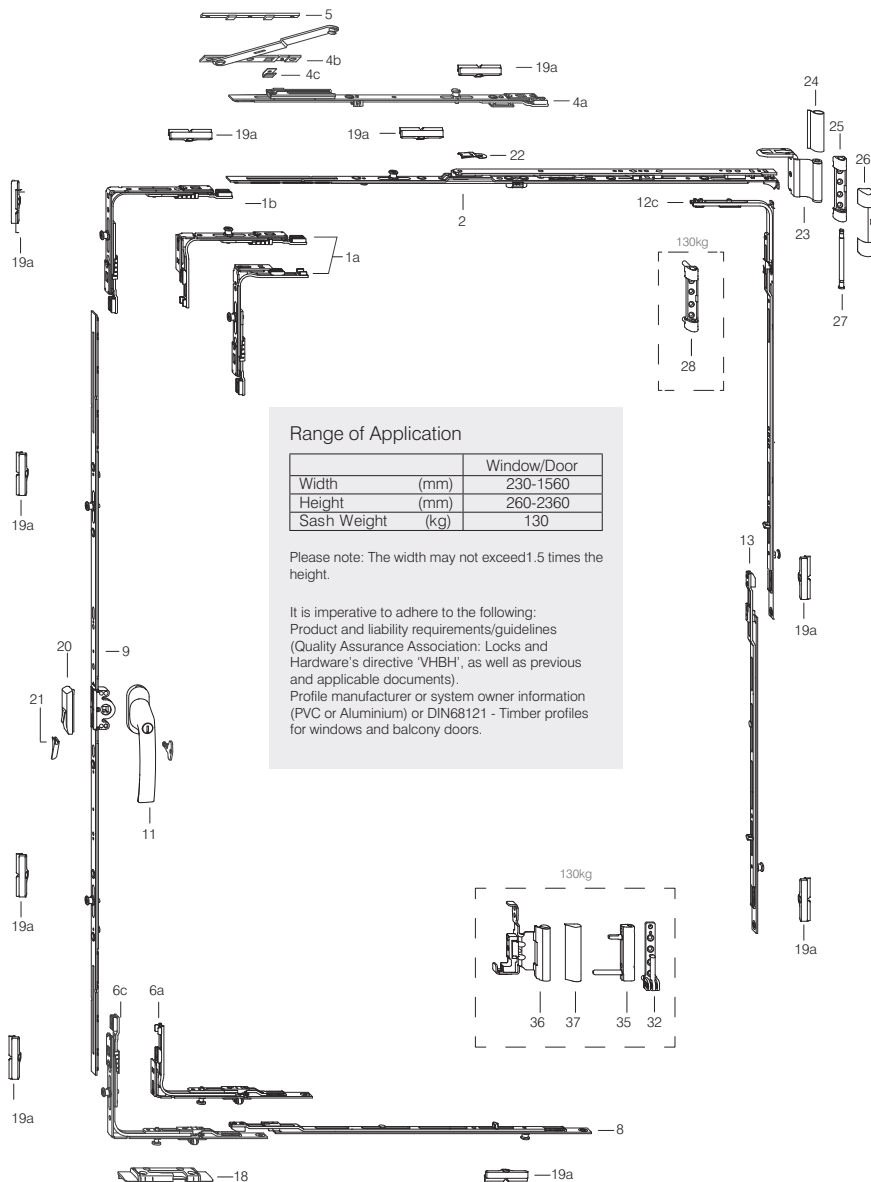 5
4b
4c
19a
4a
24
19a
19a
25
22
26
1b
2
12c
23
19a
1a
130kg
27
28
Range of Application
Window/Door
Width (mm) 230-1560
Height (mm) 260-2360
Sash Weight (kg) 130
Please note: The width may not exceed1.5 times the
height.
It is imperative to adhere to the following:
Product and liability requirements/guidelines
(Quality Assurance Association: Locks and
Hardware's directive 'VHBH', as well as previous
and applicable documents).
Profile manufacturer or system owner information
(PVC or Aluminium) or DIN68121 - Timber profiles
for windows and balcony doors.
19a
13
19a
20
9
21
11
130kg
19a
19a
6c
6a
36
37
35
32
19a
8
18
19a